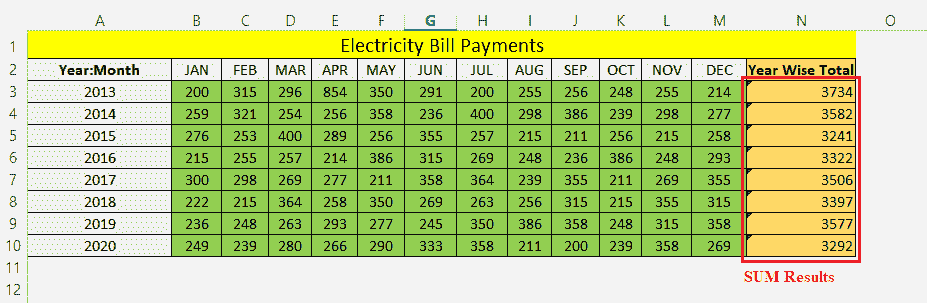 A B C D E F G H I J K L M N O
1 Electricity Bill Payments
2 Year:Month JAN FEB MAR APR MAY JUN JUL AUG SEP OCT NOV DEC Year Wise Total
3 2013 200 315 296 854 350 291 200 255 256 248 255 214 3734
4 2014 259 321 254 256 358 236 400 298 386 239 298 277 3582
5 2015 276 253 400 289 256 355 257 215 211 256 215 258 3241
6 2016 215 255 257 214 386 315 269 248 236 386 248 293 3322
7 2017 300 298 269 277 211 358 364 239 355 211 269 355 3506
8 2018 222 215 364 258 350 269 263 256 315 215 355 315 3397
9 2019 236 248 263 293 277 245 350 386 358 248 315 358 3577
10 2020 249 239 280 266 290 333 358 211 200 239 358 269 3292
11 SUM Results
12